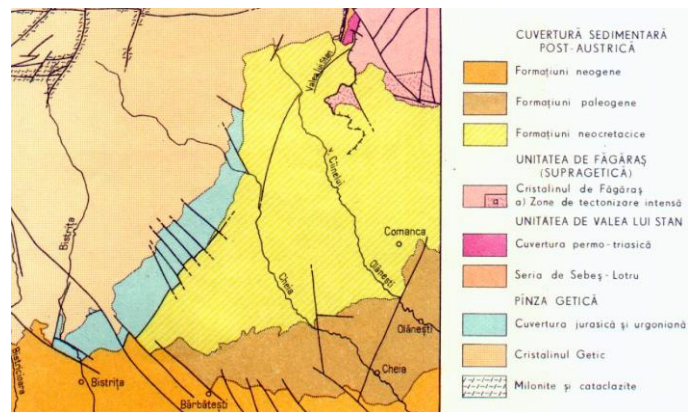 Valea lui Stan
V. Cunelui
Comanca
Bistrița
Cheia
Olănești
Olănești
Bistricioara
Bistrița
Cheia
Bărbătești
CUVERTURĂ SEDIMENTARĂ
POST-AUSTRICĂ
Formațiuni neogene
Formațiuni paleogene
Formațiuni neocretacice
UNITATEA DE FĂGĂRAȘ
(SUPRAGETICĂ)
Cristalinul de Făgăraș
a) Zone de tectonizare intensă
a
UNITATEA DE VALEA LUI STAN
Cuvertura permo-triasică
Seria de Sebeș-Lotru
PÎNZA GETICĂ
Cuvertura jurasică și urgoniană
Cristalinul Getic
Milonite și cataclazite